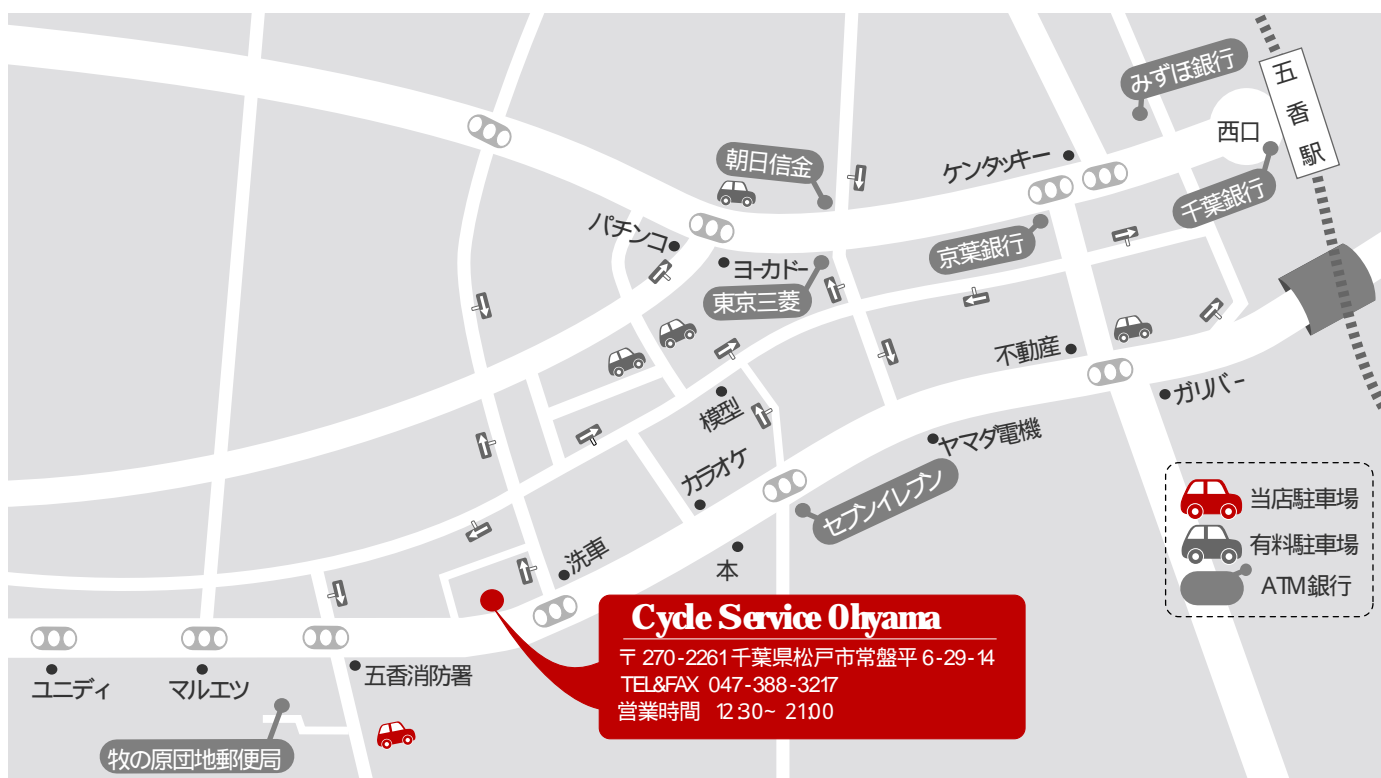 みずほ銀行
五香駅
西口
朝日信金
ケンタッキー
千葉銀行
パチンコ
京葉銀行
ヨーカドー
東京三菱
不動産
ガリバー
模型
ヤマダ電機
カラオケ
セブンイレブン
当店駐車場
有料駐車場
ATM銀行
洗車
本
Cycle Service Ohyama
〒270-2261千葉県松戸市常盤平6-29-14
TEL&FAX 047-388-3217
営業時間 12:30~ 21:00
五香消防署
ユニディ
マルエツ
牧の原団地郵便局